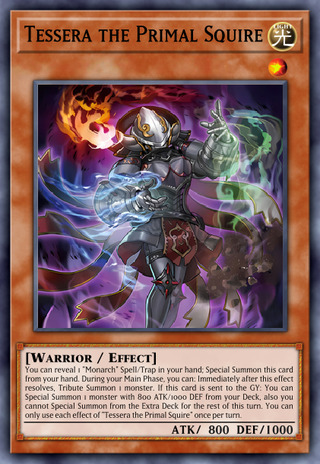 Tessera the Primal Squire
LIGHT
光
[Warrior / Effect]
You can reveal 1 "Monarch" Spell/Trap in your hand; Special Summon this card
from your hand. During your Main Phase, you can: Immediately after this effect
resolves, Tribute Summon 1 monster. If this card is sent to the GY: You can
Special Summon 1 monster with 800 ATK/1000 DEF from your Deck, also you
cannot Special Summon from the Extra Deck for the rest of this turn. You can
only use each effect of "Tessera the Primal Squire" once per turn.
ATK/ 800 DEF/1000